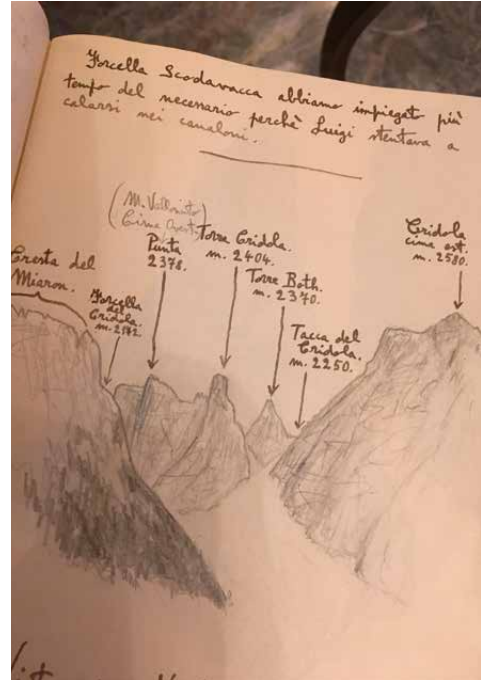 Forcella Scodavacca abbiamo impiegato più
tempo del necessario perchè Luigi stentava a
calarsi nei canaloni.
(M. Vallonuto
Cima Ovest)
Punta
2378.
Torre Cridola.
m. 2404.
Cridola
cima est.
m. 2580.
Cresta del
Miaron.
Torre Both.
m. 2370.
Forcella
del
Cridola.
Tacca del
Cridola.
m. 2250.